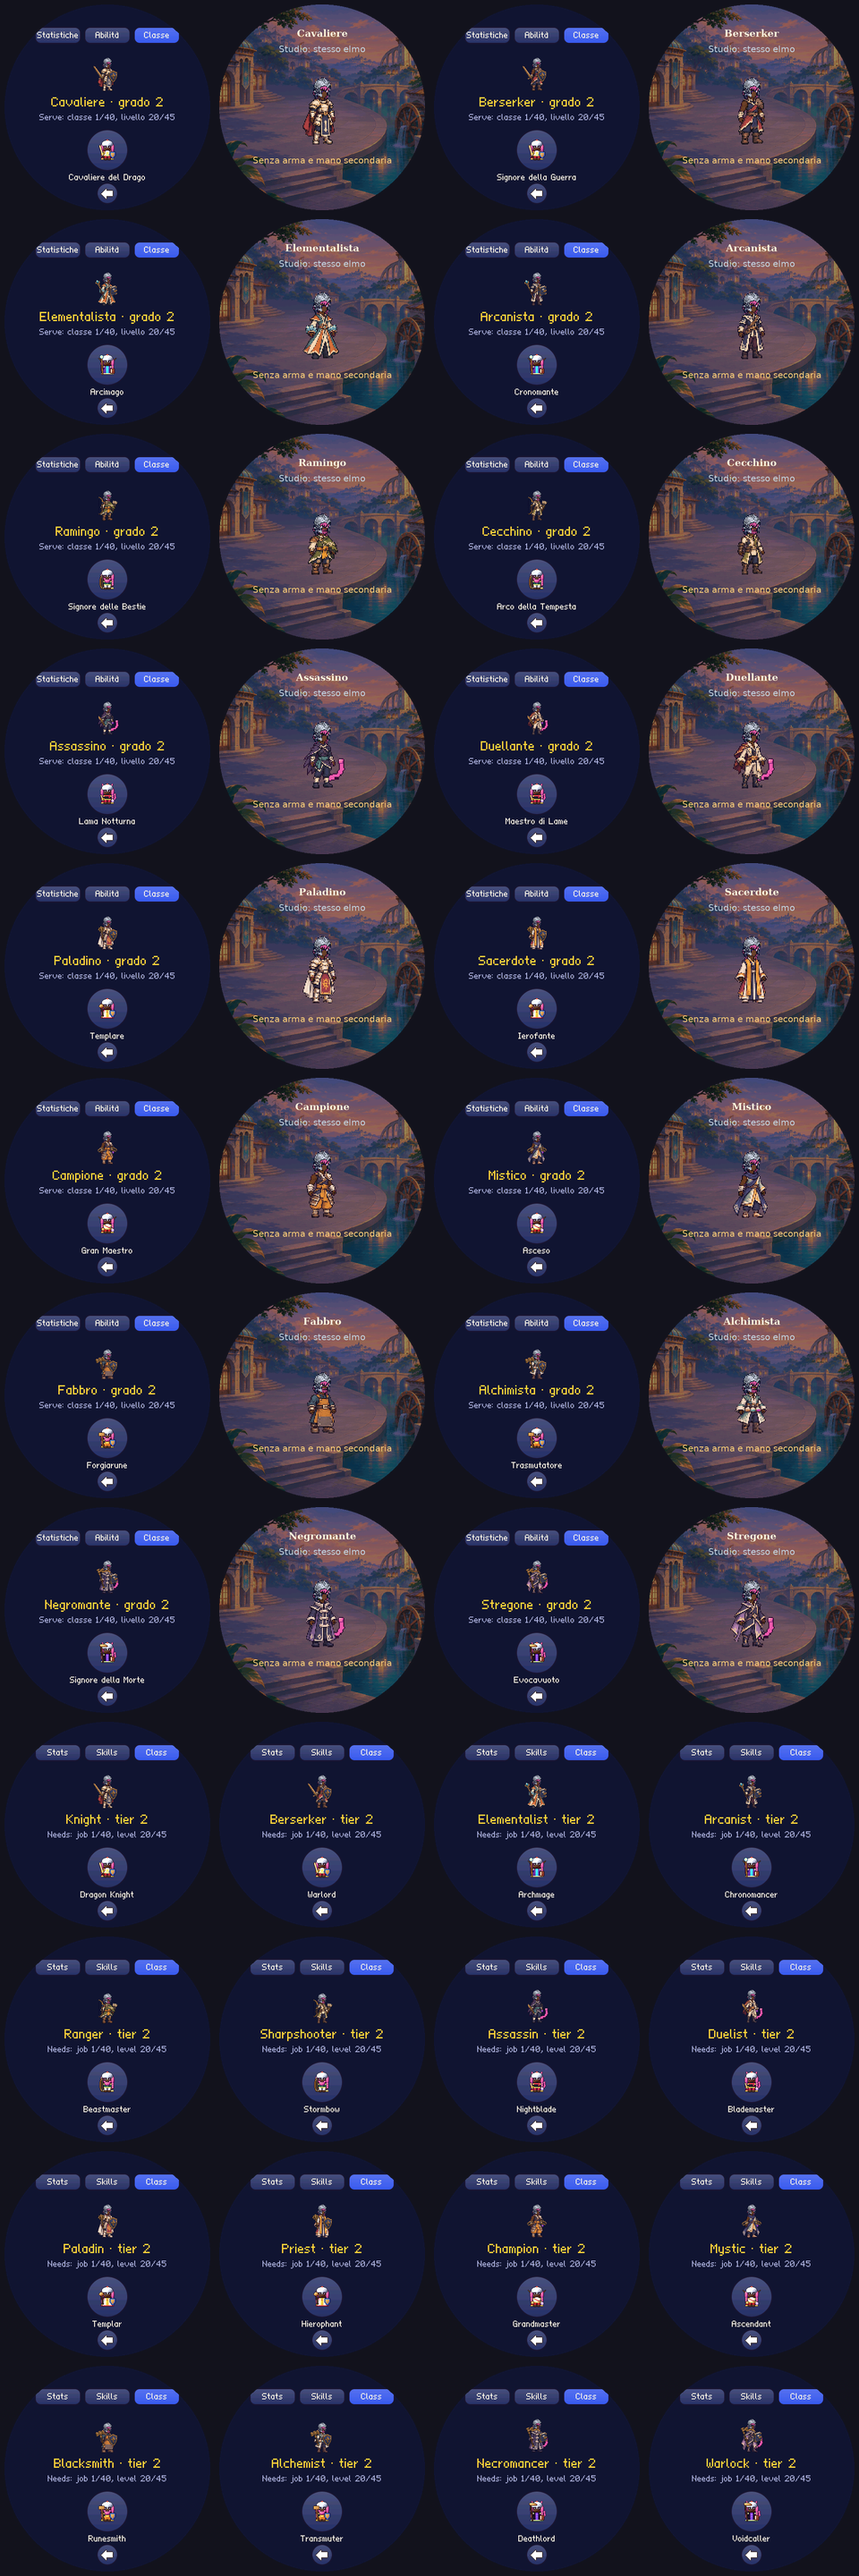 Statistiche Abilità Classe
Cavaliere · grado 2
Serve: classe 1/40, livello 20/45
Cavaliere del Drago
Cavaliere
Studio: stesso elmo
Senza arma e mano secondaria
Statistiche Abilità Classe
Berserker · grado 2
Serve: classe 1/40, livello 20/45
Signore della Guerra
Berserker
Studio: stesso elmo
Senza arma e mano secondaria
Statistiche Abilità Classe
Elementalista · grado 2
Serve: classe 1/40, livello 20/45
Arcimago
Elementalista
Studio: stesso elmo
Senza arma e mano secondaria
Statistiche Abilità Classe
Arcanista · grado 2
Serve: classe 1/40, livello 20/45
Cronomante
Arcanista
Studio: stesso elmo
Senza arma e mano secondaria
Statistiche Abilità Classe
Ramingo · grado 2
Serve: classe 1/40, livello 20/45
Signore delle Bestie
Ramingo
Studio: stesso elmo
Senza arma e mano secondaria
Statistiche Abilità Classe
Cecchino · grado 2
Serve: classe 1/40, livello 20/45
Arco della Tempesta
Cecchino
Studio: stesso elmo
Senza arma e mano secondaria
Statistiche Abilità Classe
Assassino · grado 2
Serve: classe 1/40, livello 20/45
Lama Notturna
Assassino
Studio: stesso elmo
Senza arma e mano secondaria
Statistiche Abilità Classe
Duellante · grado 2
Serve: classe 1/40, livello 20/45
Maestro di Lame
Duellante
Studio: stesso elmo
Senza arma e mano secondaria
Statistiche Abilità Classe
Paladino · grado 2
Serve: classe 1/40, livello 20/45
Templare
Paladino
Studio: stesso elmo
Senza arma e mano secondaria
Statistiche Abilità Classe
Sacerdote · grado 2
Serve: classe 1/40, livello 20/45
Ierofante
Sacerdote
Studio: stesso elmo
Senza arma e mano secondaria
Statistiche Abilità Classe
Campione · grado 2
Serve: classe 1/40, livello 20/45
Gran Maestro
Campione
Studio: stesso elmo
Senza arma e mano secondaria
Statistiche Abilità Classe
Mistico · grado 2
Serve: classe 1/40, livello 20/45
Asceso
Mistico
Studio: stesso elmo
Senza arma e mano secondaria
Statistiche Abilità Classe
Fabbro · grado 2
Serve: classe 1/40, livello 20/45
Forgiarune
Fabbro
Studio: stesso elmo
Senza arma e mano secondaria
Statistiche Abilità Classe
Alchimista · grado 2
Serve: classe 1/40, livello 20/45
Trasmutatore
Alchimista
Studio: stesso elmo
Senza arma e mano secondaria
Statistiche Abilità Classe
Negromante · grado 2
Serve: classe 1/40, livello 20/45
Signore della Morte
Negromante
Studio: stesso elmo
Senza arma e mano secondaria
Statistiche Abilità Classe
Stregone · grado 2
Serve: classe 1/40, livello 20/45
Evocavuoto
Stregone
Studio: stesso elmo
Senza arma e mano secondaria
Stats Skills Class
Knight · tier 2
Needs: job 1/40, level 20/45
Dragon Knight
Stats Skills Class
Berserker · tier 2
Needs: job 1/40, level 20/45
Warlord
Stats Skills Class
Elementalist · tier 2
Needs: job 1/40, level 20/45
Archmage
Stats Skills Class
Arcanist · tier 2
Needs: job 1/40, level 20/45
Chronomancer
Stats Skills Class
Ranger · tier 2
Needs: job 1/40, level 20/45
Beastmaster
Stats Skills Class
Sharpshooter · tier 2
Needs: job 1/40, level 20/45
Stormbow
Stats Skills Class
Assassin · tier 2
Needs: job 1/40, level 20/45
Nightblade
Stats Skills Class
Duelist · tier 2
Needs: job 1/40, level 20/45
Blademaster
Stats Skills Class
Paladin · tier 2
Needs: job 1/40, level 20/45
Templar
Stats Skills Class
Priest · tier 2
Needs: job 1/40, level 20/45
Hierophant
Stats Skills Class
Champion · tier 2
Needs: job 1/40, level 20/45
Grandmaster
Stats Skills Class
Mystic · tier 2
Needs: job 1/40, level 20/45
Ascendant
Stats Skills Class
Blacksmith · tier 2
Needs: job 1/40, level 20/45
Runesmith
Stats Skills Class
Alchemist · tier 2
Needs: job 1/40, level 20/45
Transmuter
Stats Skills Class
Necromancer · tier 2
Needs: job 1/40, level 20/45
Deathlord
Stats Skills Class
Warlock · tier 2
Needs: job 1/40, level 20/45
Voidcaller